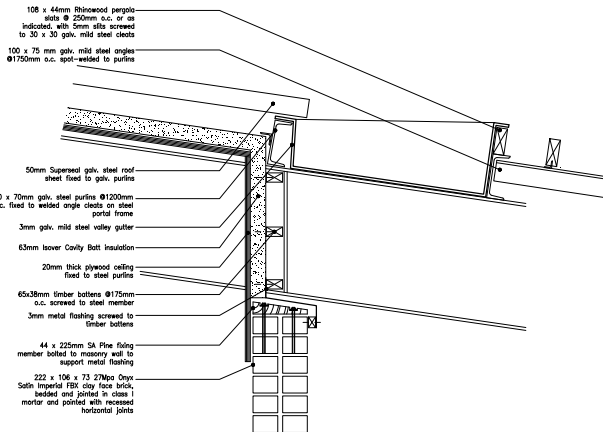 108 x 44mm Rhinowood pergola
slats @ 250mm o.c. or as
indicated. with 5mm slits screwed
to 30 x 30 galv. mild steel cleats
100 x 75 mm galv. mild steel angles
@1750mm o.c. spot-welded to purlins
50mm Superseal galv. steel roof
sheet fixed to galv. purlins
0 x 70mm galv. steel purlins @1200mm
c. fixed to welded angle cleats on steel
portal frame
3mm galv. mild steel valley gutter
63mm Isover Cavity Batt insulation
20mm thick plywood ceiling
fixed to steel purlins
65x38mm timber battens @175mm
o.c. screwed to steel member
3mm metal flashing screwed to
timber battens
44 x 225mm SA Pine fixing
member bolted to masonry wall to
support metal flashing
222 x 106 x 73 27Mpa Onyx
Satin Imperial FBX clay face brick,
bedded and jointed in class I
mortar and pointed with recessed
horizontal joints